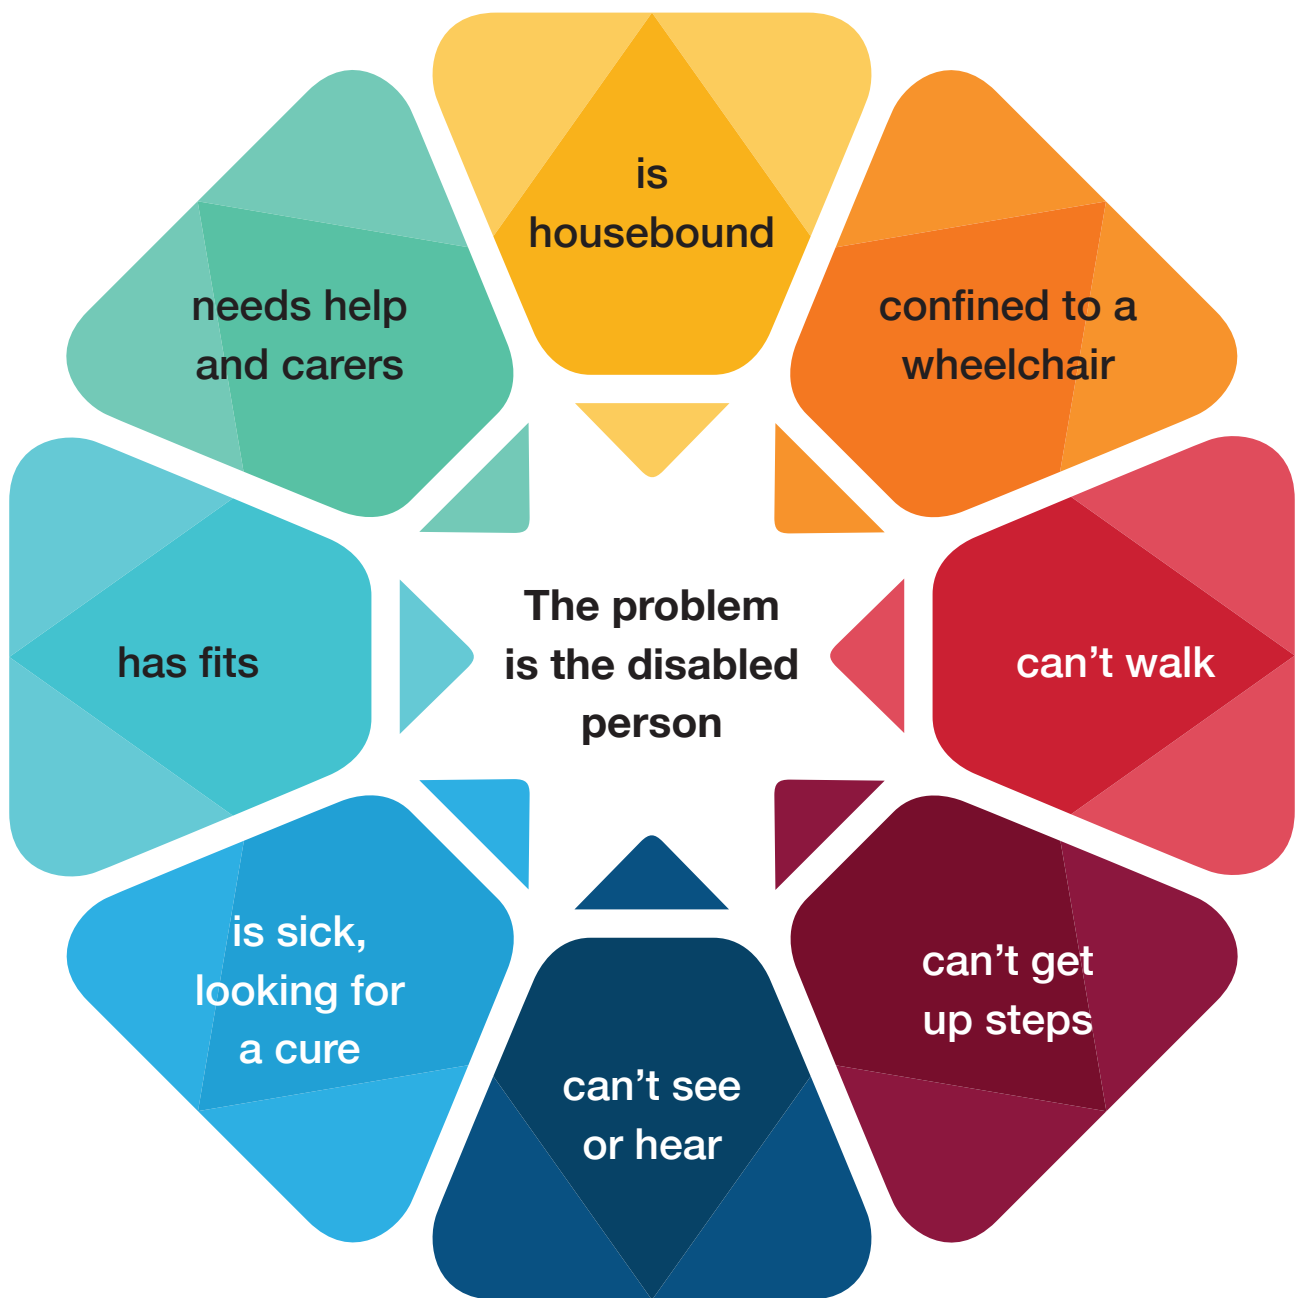 is
housebound
confined to a
wheelchair
can’t walk
can’t get
up steps
can’t see
or hear
is sick,
looking for
a cure
has fits
needs help
and carers
The problem
is the disabled
person